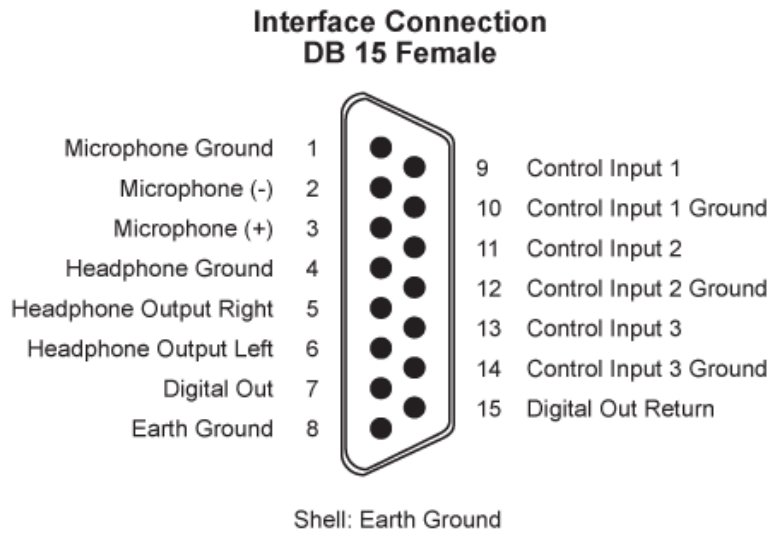 Interface Connection
DB 15 Female
Microphone Ground 1
Microphone (-) 2
Microphone (+) 3
Headphone Ground 4
Headphone Output Right 5
Headphone Output Left 6
Digital Out 7
Earth Ground 8
9 Control Input 1
10 Control Input 1 Ground
11 Control Input 2
12 Control Input 2 Ground
13 Control Input 3
14 Control Input 3 Ground
15 Digital Out Return
Shell: Earth Ground